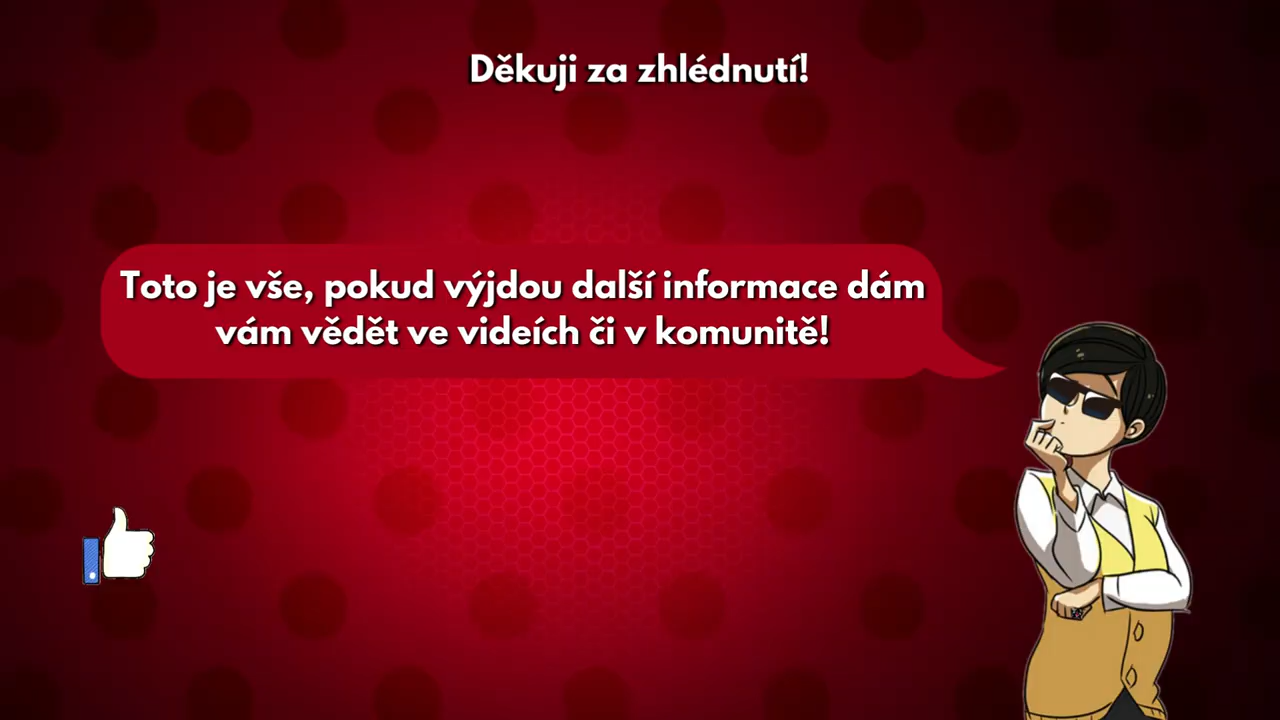 Děkuji za zhlédnutí!
Toto je vše, pokud výjdou další informace dám
vám vědět ve videích či v komunitě!